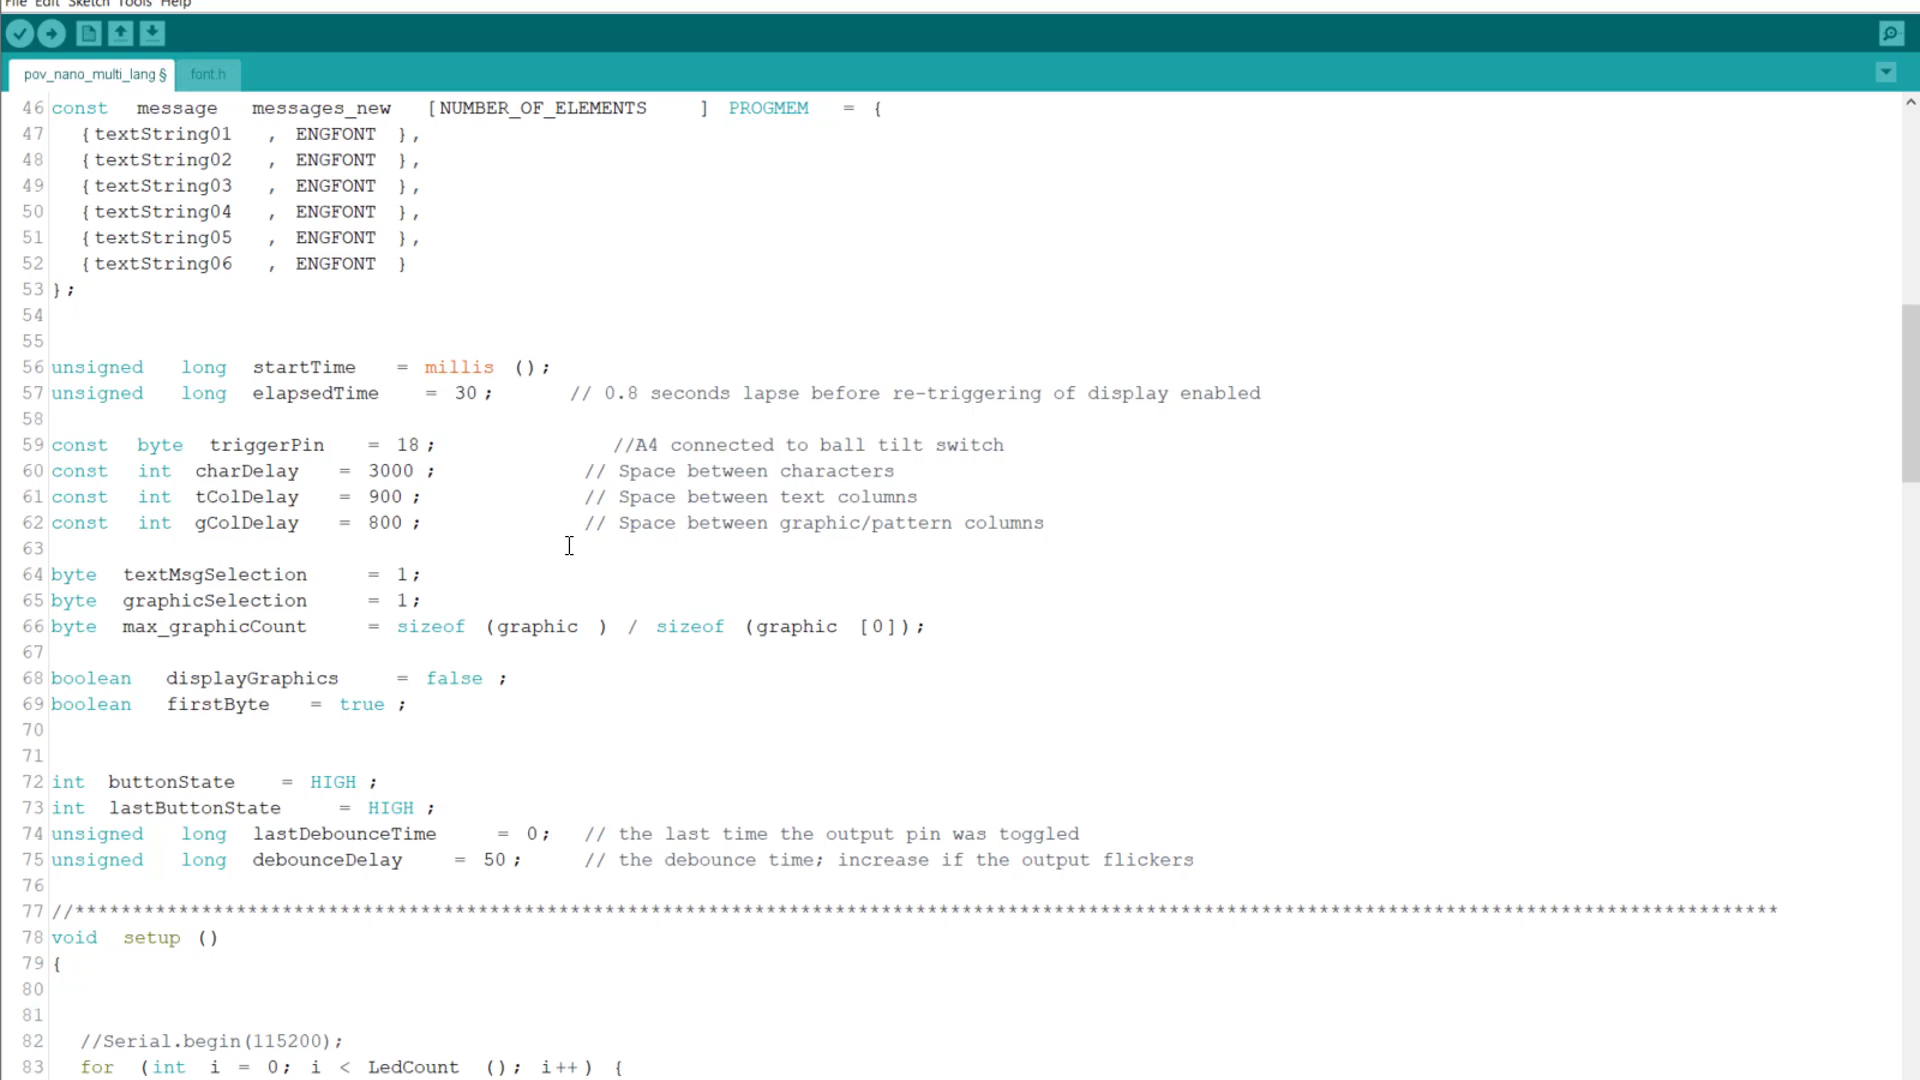 File Edit Sketch Tools Help
pov_nano_multi_lang §
font.h
46 const message messages_new [NUMBER_OF_ELEMENTS ] PROGMEM = {
47 {textString01 , ENGFONT },
48 {textString02 , ENGFONT },
49 {textString03 , ENGFONT },
50 {textString04 , ENGFONT },
51 {textString05 , ENGFONT },
52 {textString06 , ENGFONT }
53 };
54
55
56 unsigned long startTime = millis ();
57 unsigned long elapsedTime = 30 ; // 0.8 seconds lapse before re-triggering of display enabled
58
59 const byte triggerPin = 18 ; //A4 connected to ball tilt switch
60 const int charDelay = 3000 ; // Space between characters
61 const int tColDelay = 900 ; // Space between text columns
62 const int gColDelay = 800 ; // Space between graphic/pattern columns
63
64 byte textMsgSelection = 1;
65 byte graphicSelection = 1;
66 byte max_graphicCount = sizeof (graphic ) / sizeof (graphic [0]);
67
68 boolean displayGraphics = false ;
69 boolean firstByte = true ;
70
71
72 int buttonState = HIGH ;
73 int lastButtonState = HIGH ;
74 unsigned long lastDebounceTime = 0; // the last time the output pin was toggled
75 unsigned long debounceDelay = 50 ; // the debounce time; increase if the output flickers
76
77 //****************************************************************************************************************************************************
78 void setup ()
79 {
80
81
82 //Serial.begin(115200);
83 for (int i = 0; i < LedCount (); i++ ) {